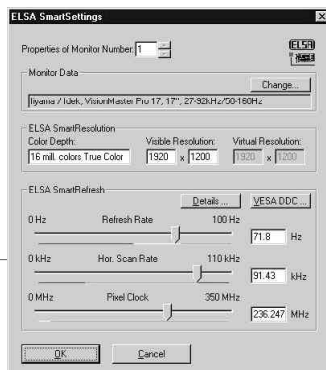 ELSA SmartSettings
Properties of Monitor Number: 1
ELSA
Monitor Data
Change...
Iiyama / Idek, VisionMaster Pro 17, 17", 27-92kHz/50-160Hz
ELSA SmartResolution
Color Depth: Visible Resolution: Virtual Resolution:
16 mill. colors True Color 1920 x 1200 1920 x 1200
ELSA SmartRefresh
Details ... VESA DDC ...
0 Hz Refresh Rate 100 Hz
71.8 Hz
0 kHz Hor. Scan Rate 110 kHz
91.43 kHz
0 MHz Pixel Clock 350 MHz
236.247 MHz
OK Cancel